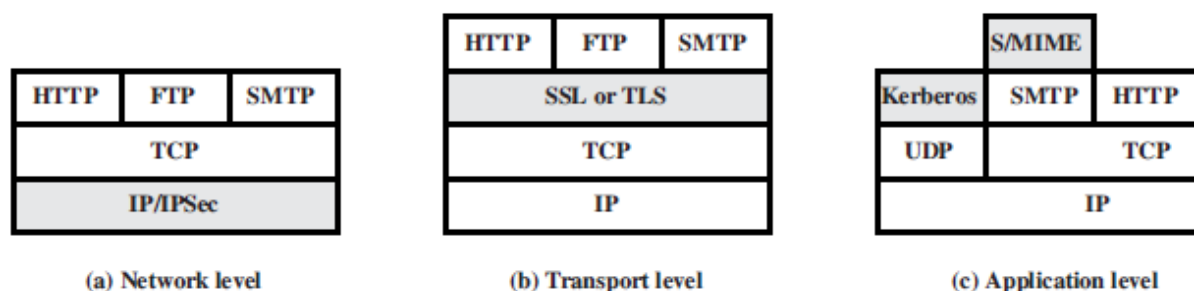 HTTP FTP SMTP
TCP
IP/IPSec
(a) Network level
HTTP FTP SMTP
SSL or TLS
TCP
IP
(b) Transport level
S/MIME
Kerberos SMTP HTTP
UDP TCP
IP
(c) Application level